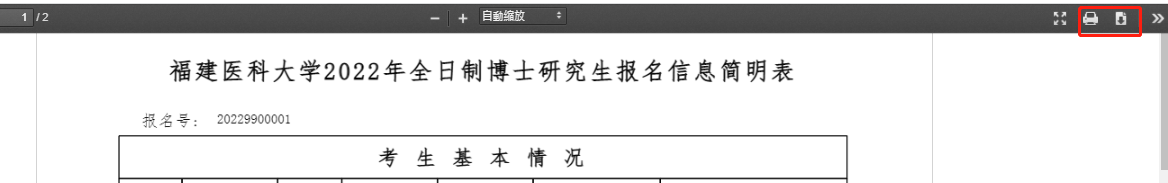 1 / 2 － ＋ 自動縮放
福建医科大学2022年全日制博士研究生报名信息简明表
报名号： 20229900001
考 生 基 本 情 况